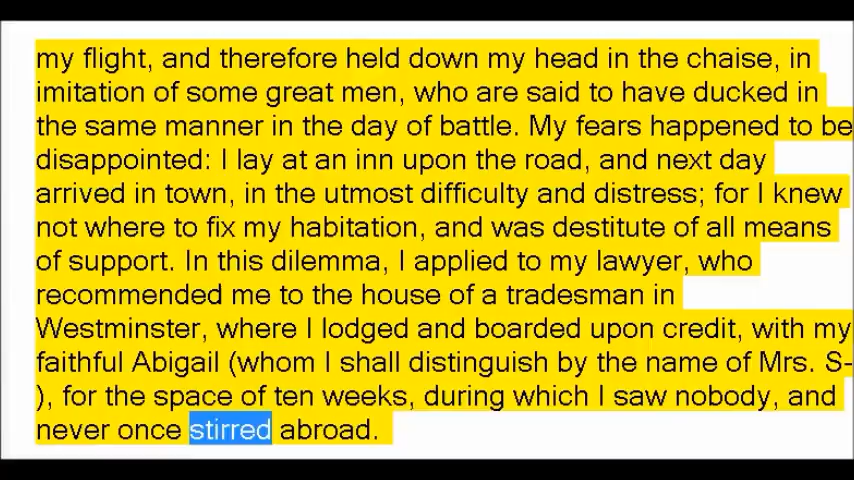 my flight, and therefore held down my head in the chaise, in
imitation of some great men, who are said to have ducked in
the same manner in the day of battle. My fears happened to be
disappointed: I lay at an inn upon the road, and next day
arrived in town, in the utmost difficulty and distress; for I knew
not where to fix my habitation, and was destitute of all means
of support. In this dilemma, I applied to my lawyer, who
recommended me to the house of a tradesman in
Westminster, where I lodged and boarded upon credit, with my
faithful Abigail (whom I shall distinguish by the name of Mrs. S-
), for the space of ten weeks, during which I saw nobody, and
never once stirred abroad.